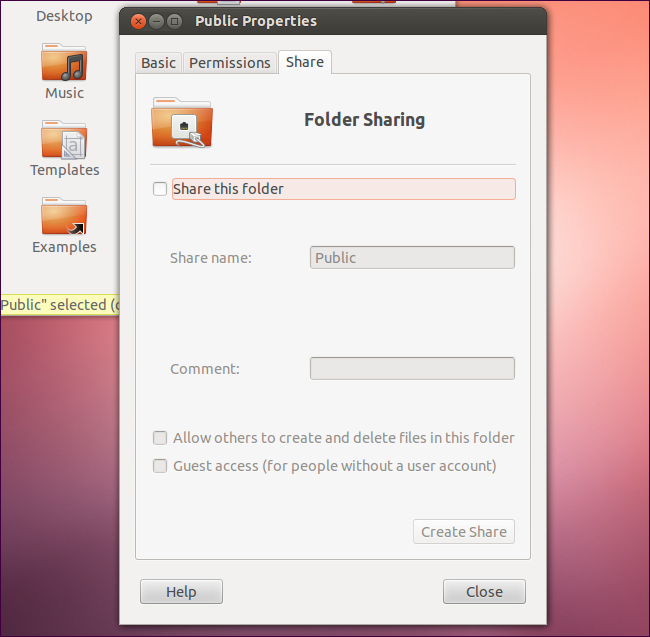 Public Properties
Desktop
Music
Templates
Examples
Public" selected (
Basic Permissions Share
Folder Sharing
Share this folder
Share name: Public
Comment:
Allow others to create and delete files in this folder
Guest access (for people without a user account)
Create Share
Help Close